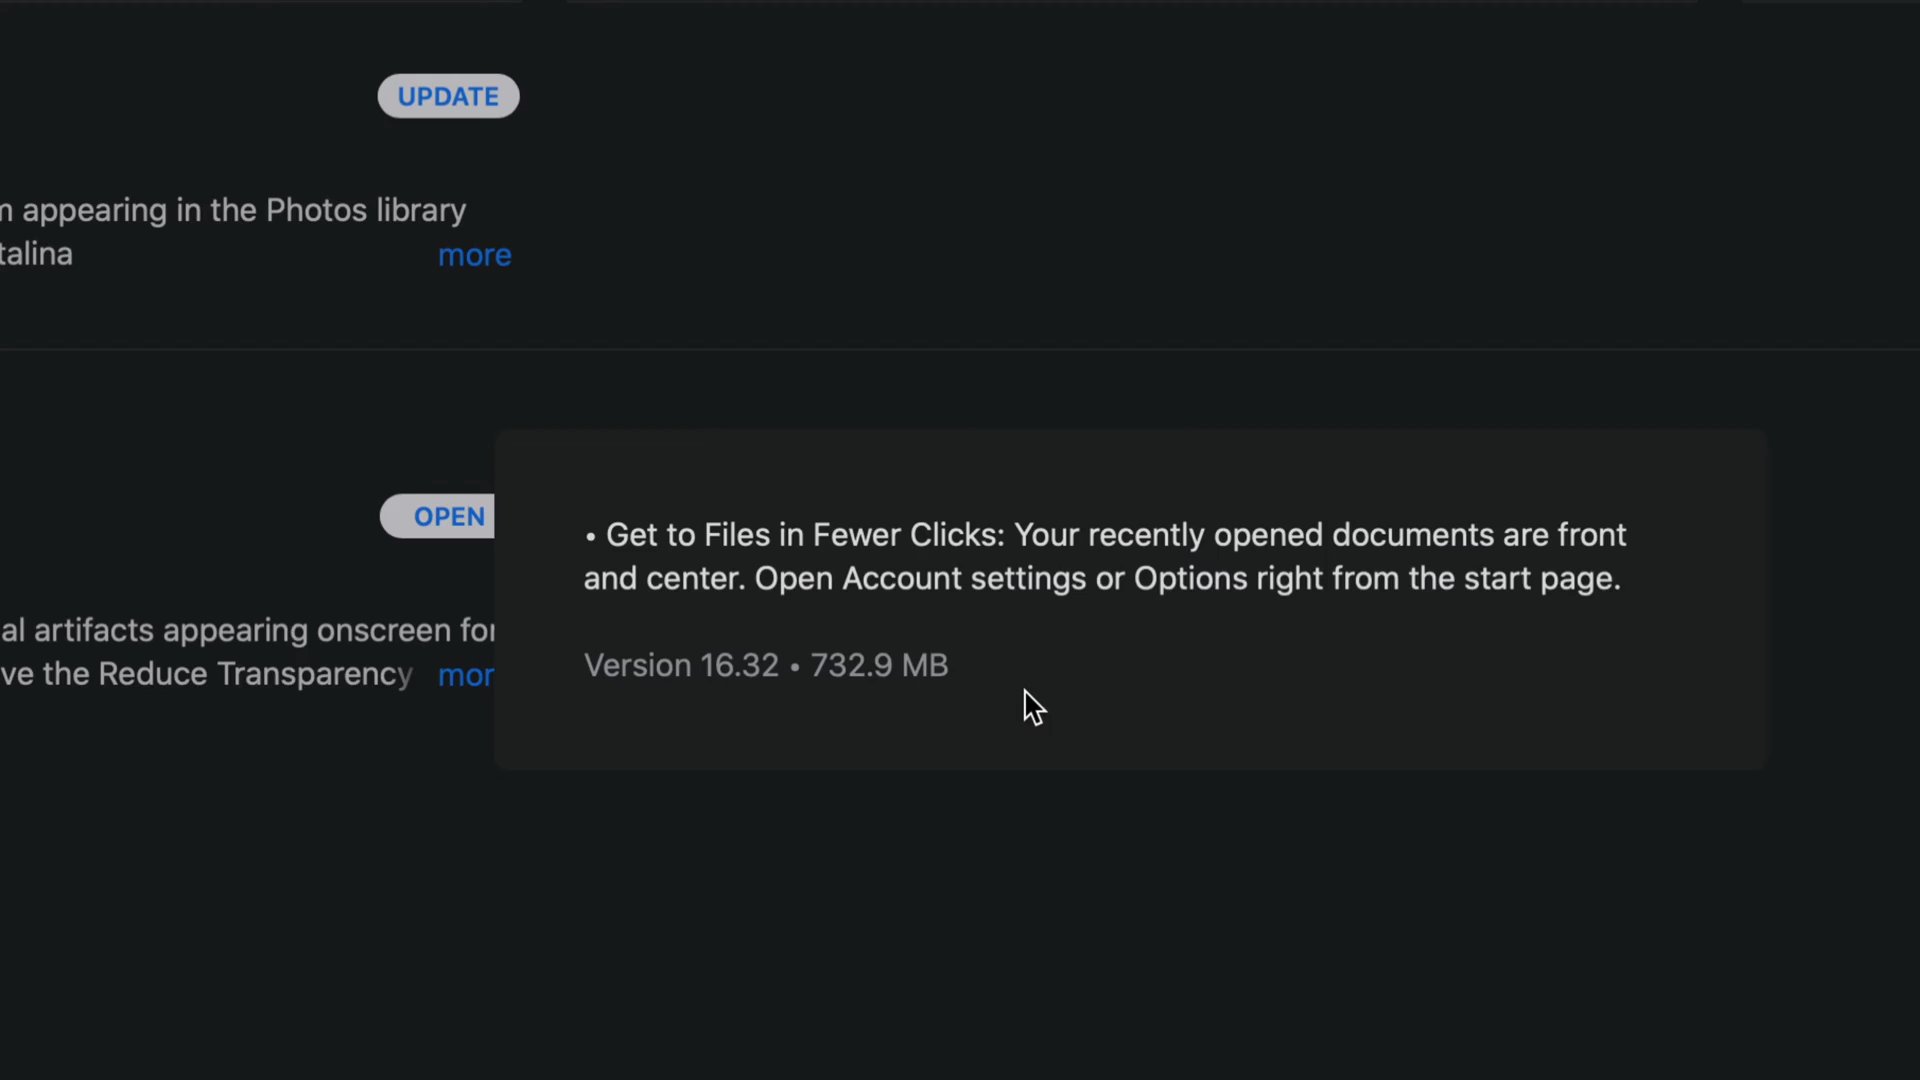 UPDATE
appearing in the Photos library
talina
more
OPEN
• Get to Files in Fewer Clicks: Your recently opened documents are front
and center. Open Account settings or Options right from the start page.
Version 16.32 • 732.9 MB
al artifacts appearing onscreen for
ve the Reduce Transparency
mor